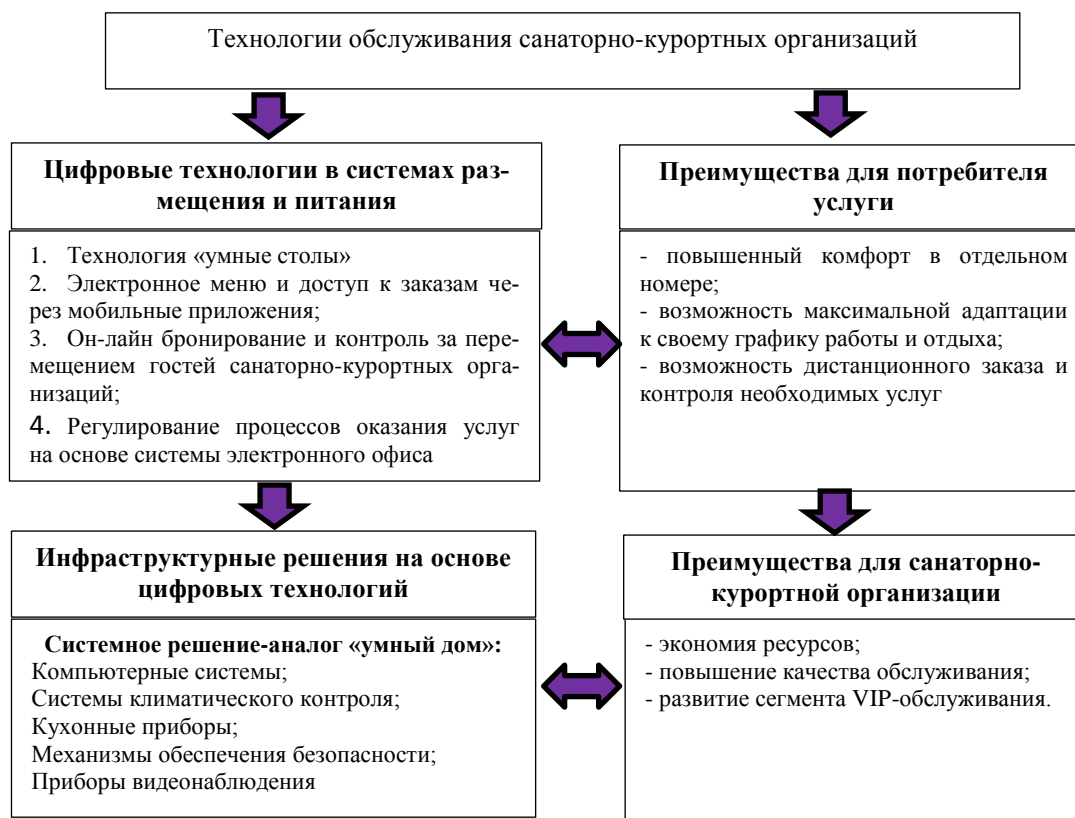 Технологии обслуживания санаторно-курортных организаций
Цифровые технологии в системах раз-
мещения и питания
1. Технология «умные столы»
2. Электронное меню и доступ к заказам че-
рез мобильные приложения;
3. Он-лайн бронирование и контроль за пере-
мещением гостей санаторно-курортных орга-
низаций;
4. Регулирование процессов оказания услуг
на основе системы электронного офиса
Преимущества для потребителя
услуги
- повышенный комфорт в отдельном
номере;
- возможность максимальной адаптации
к своему графику работы и отдыха;
- возможность дистанционного заказа и
контроля необходимых услуг
Инфраструктурные решения на основе
цифровых технологий
Системное решение-аналог «умный дом»:
Компьютерные системы;
Системы климатического контроля;
Кухонные приборы;
Механизмы обеспечения безопасности;
Приборы видеонаблюдения
Преимущества для санаторно-
курортной организации
- экономия ресурсов;
- повышение качества обслуживания;
- развитие сегмента VIP-обслуживания.